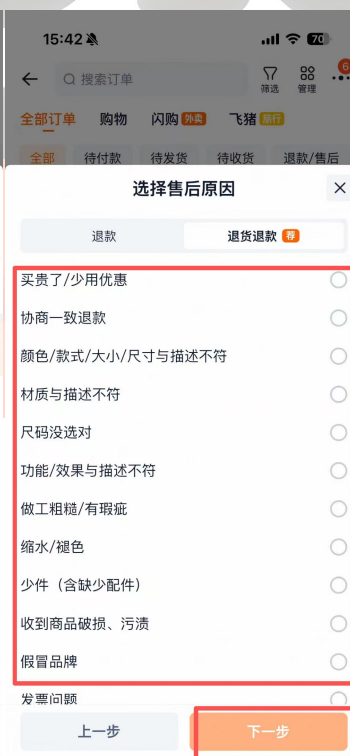 15:42
70
搜索订单
筛选
管理
6
全部订单 购物 闪购 外卖 飞猪 旅行
全部 待付款 待发货 待收货 退款/售后
选择售后原因
退款
退货退款 荐
买贵了/少用优惠
协商一致退款
颜色/款式/大小/尺寸与描述不符
材质与描述不符
尺码没选对
功能/效果与描述不符
做工粗糙/有瑕疵
缩水/褪色
少件（含缺少配件）
收到商品破损、污渍
假冒品牌
发票问题
上一步
下一步